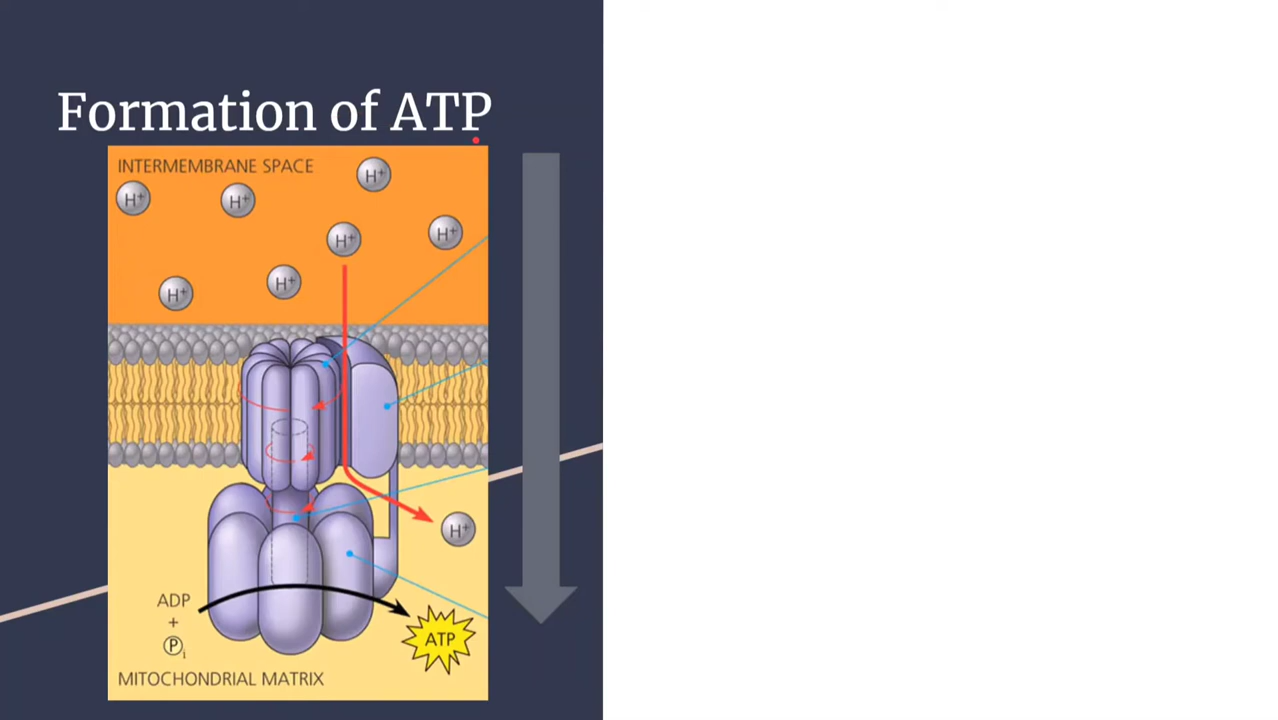 Formation of ATP
INTERMEMBRANE SPACE
H+
H+
H+
H+
H+
H+
H+
H+
ADP
+
Pi
ATP
MITOCHONDRIAL MATRIX